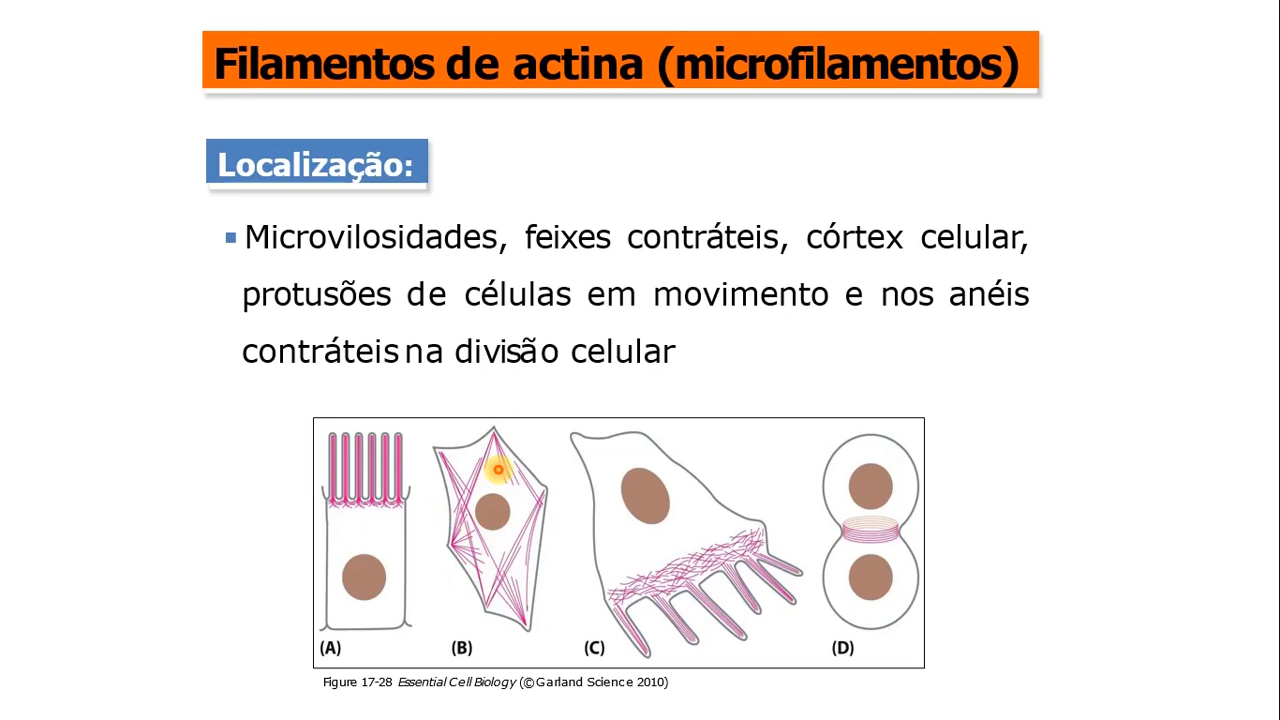 Filamentos de actina (microfilamentos)
Localização:
▪Microvilosidades, feixes contráteis, córtex celular,
protusões de células em movimento e nos anéis
contráteis na divisão celular
(A) (B) (C) (D)
Figure 17-28 Essential Cell Biology (© Garland Science 2010)